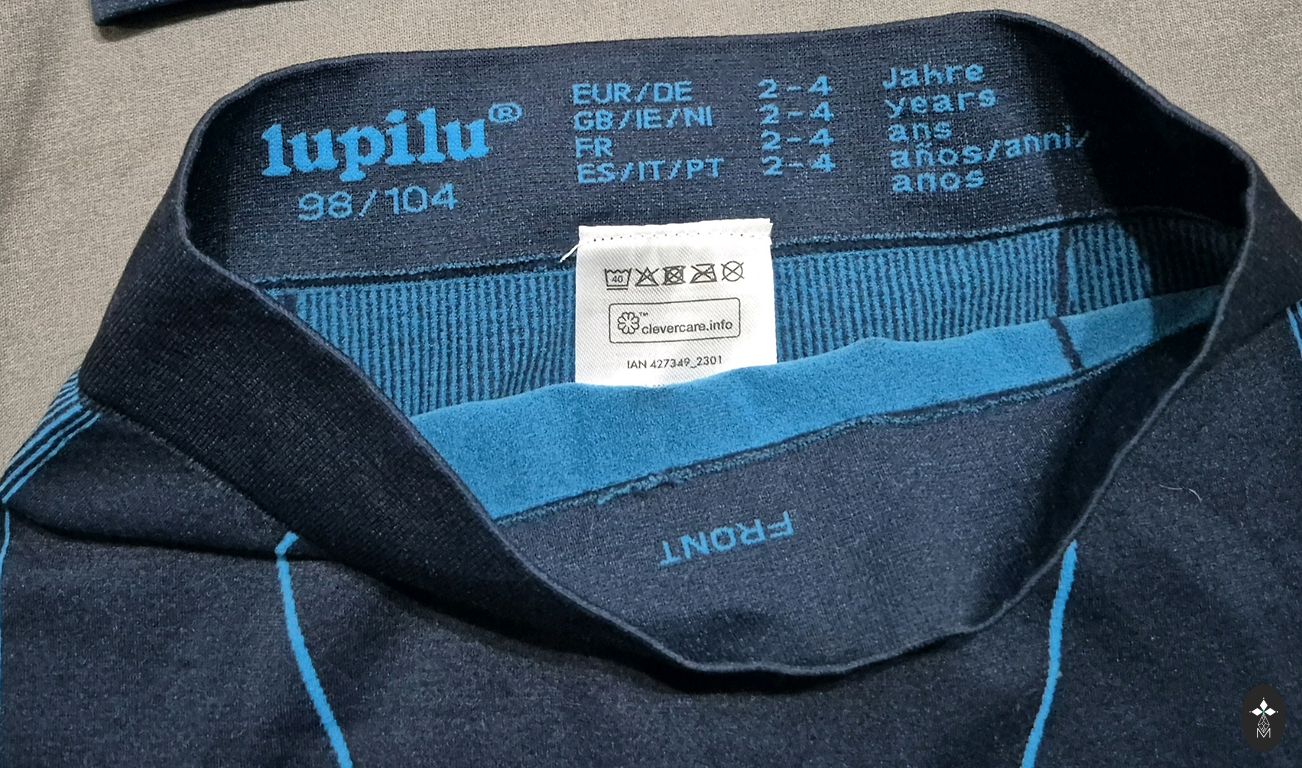 lupilu®
98/104
EUR/DE 2-4 Jahre
GB/IE/NI 2-4 years
FR 2-4 ans
ES/IT/PT 2-4 años/anni/
anos
40
clevercare.info™
IAN 427349_2301
FRONT
M